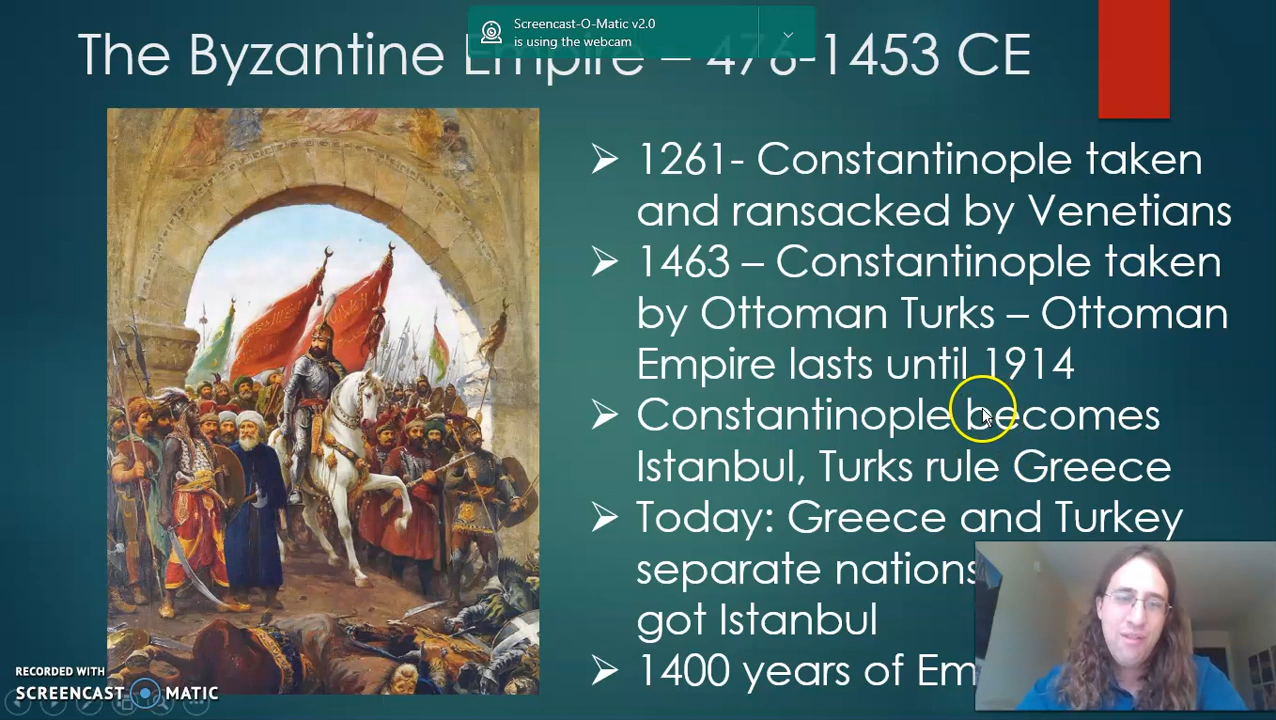 Screencast-O-Matic v2.0
is using the webcam
The Byzantine Empire – 476-1453 CE
➢ 1261- Constantinople taken
and ransacked by Venetians
➢ 1463 – Constantinople taken
by Ottoman Turks – Ottoman
Empire lasts until 1914
➢ Constantinople becomes
Istanbul, Turks rule Greece
➢ Today: Greece and Turkey
separate nations
got Istanbul
➢ 1400 years of Em
RECORDED WITH
SCREENCAST MATIC